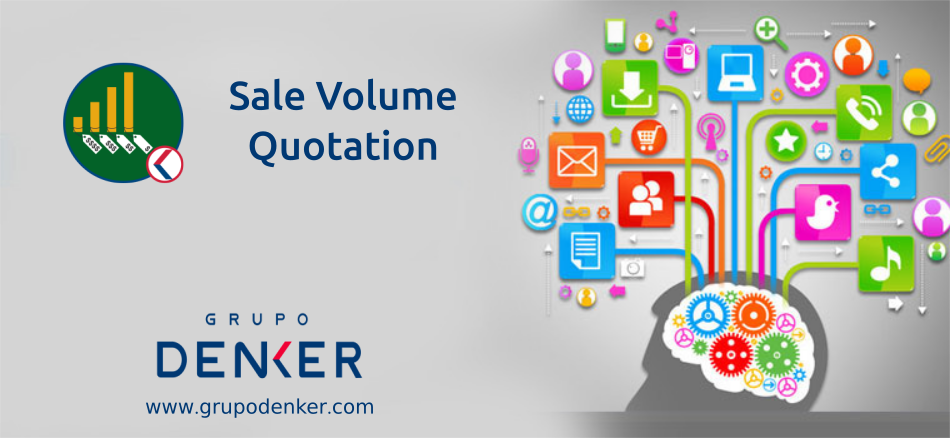 Sale Volume
Quotation
$$$$ $$$ $$ $
@
GRUPO
DENKER
www.grupodenker.com